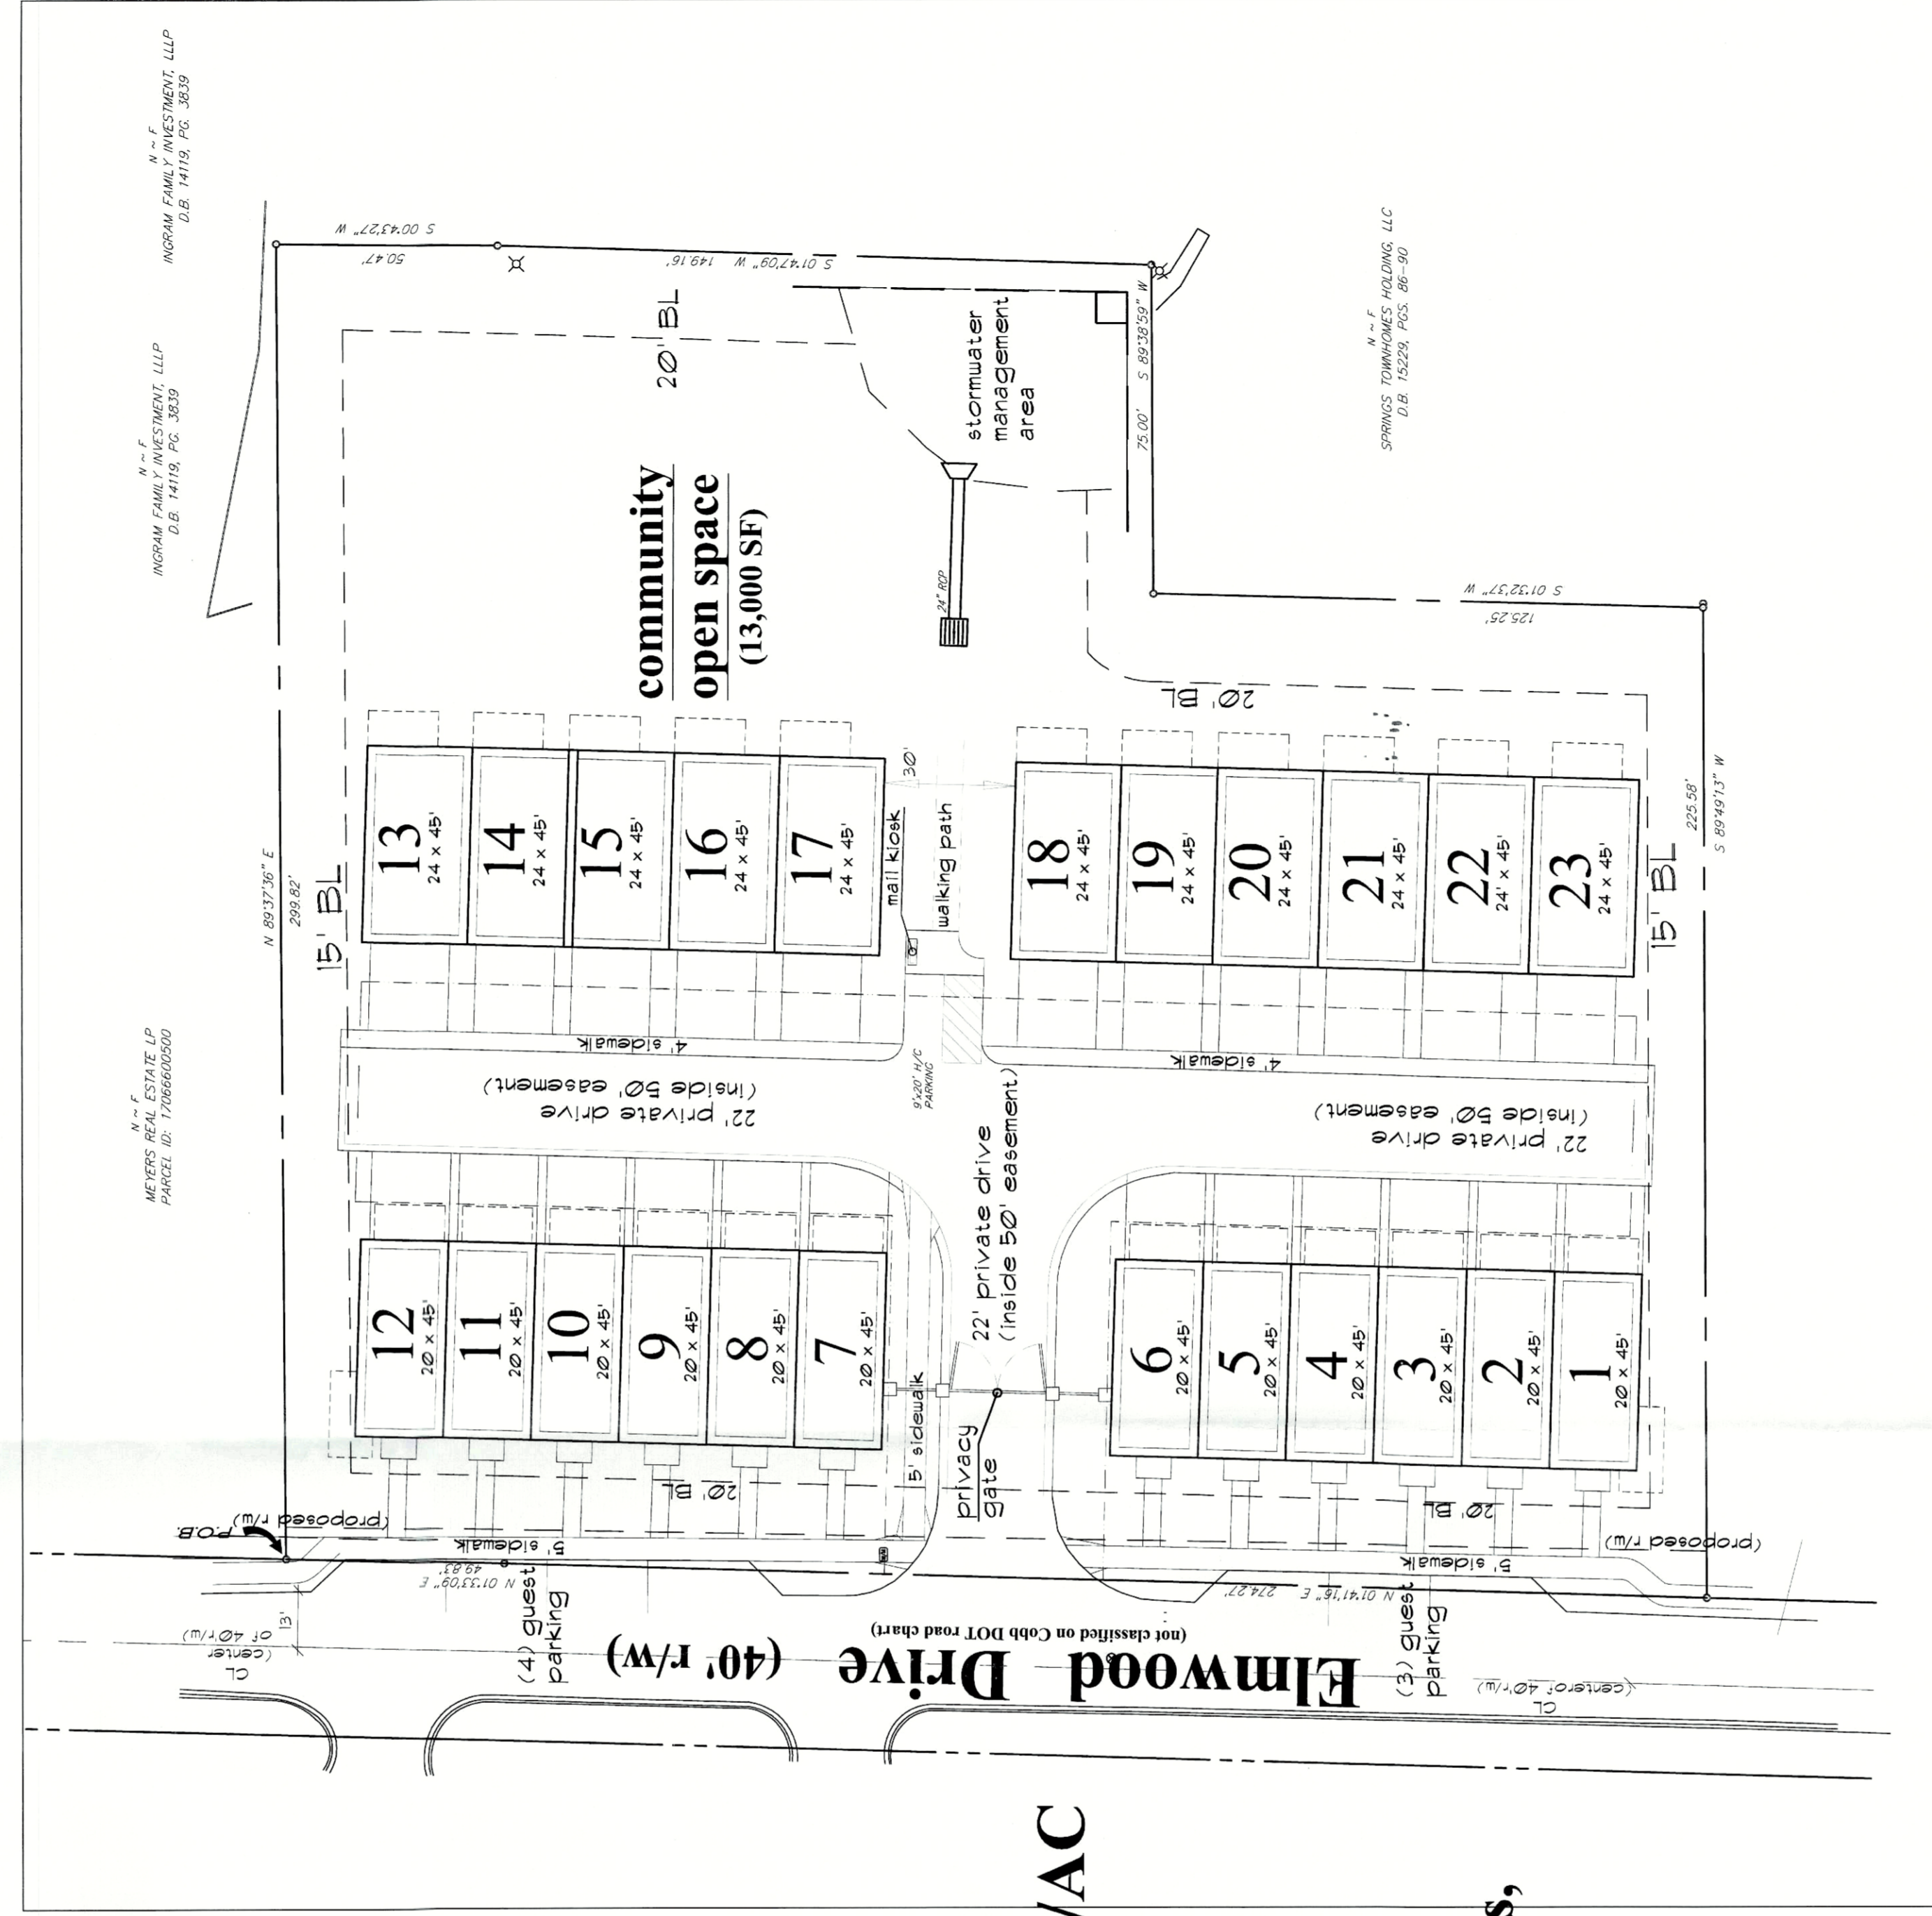 N ~ F
INGRAM FAMILY INVESTMENT, LLLP
D.B. 14119, PG. 3839
N ~ F
INGRAM FAMILY INVESTMENT, LLLP
D.B. 14119, PG. 3839
N ~ F
MEYERS REAL ESTATE LP
PARCEL ID: 17066600500
N ~ F
SPRINGS TOWNHOMES HOLDING, LLC
D.B. 15229, PGS. 86-90
S 00°43'27" W
50.47'
S 01°47'09" W 149.16'
75.00' S 89°38'59" W
S 01°32'37" W
125.25'
225.58'
S 89°49'13" W
N 89°37'36" E
299.82'
15' BL
20' BL
stormwater
management
area
community
open space
(13,000 SF)
24" RCP
20' BL
15' BL
13
24 x 45'
14
24 x 45'
15
24 x 45'
16
24 x 45'
17
24 x 45'
mail kiosk
walking path
30'
18
24 x 45'
19
24 x 45'
20
24 x 45'
21
24 x 45'
22
24' x 45'
23
24 x 45'
4' sidewalk
4' sidewalk
22' private drive
(inside 50' easement)
9'x20' H/C
PARKING
22' private drive
(inside 50' easement)
22' private drive
(inside 50' easement)
12
20 x 45'
11
20 x 45'
10
20 x 45'
9
20 x 45'
8
20 x 45'
7
20 x 45'
5' sidewalk
privacy
gate
6
20 x 45'
5
20 x 45'
4
20 x 45'
3
20 x 45'
2
20 x 45'
1
20 x 45'
20' BL
20' BL
P.O.B.
(proposed r/w)
(proposed r/w)
5' sidewalk
5' sidewalk
N 01°33'09" E
49.83'
N 01°41'16" E 274.27'
13'
(4) guest
parking
(3) guest
parking
CL
(center
of 40'r/w)
CL
(center of 40'r/w)
Elmwood Drive (40' r/w)
(not classified on Cobb DOT road chart)
/AC
s,